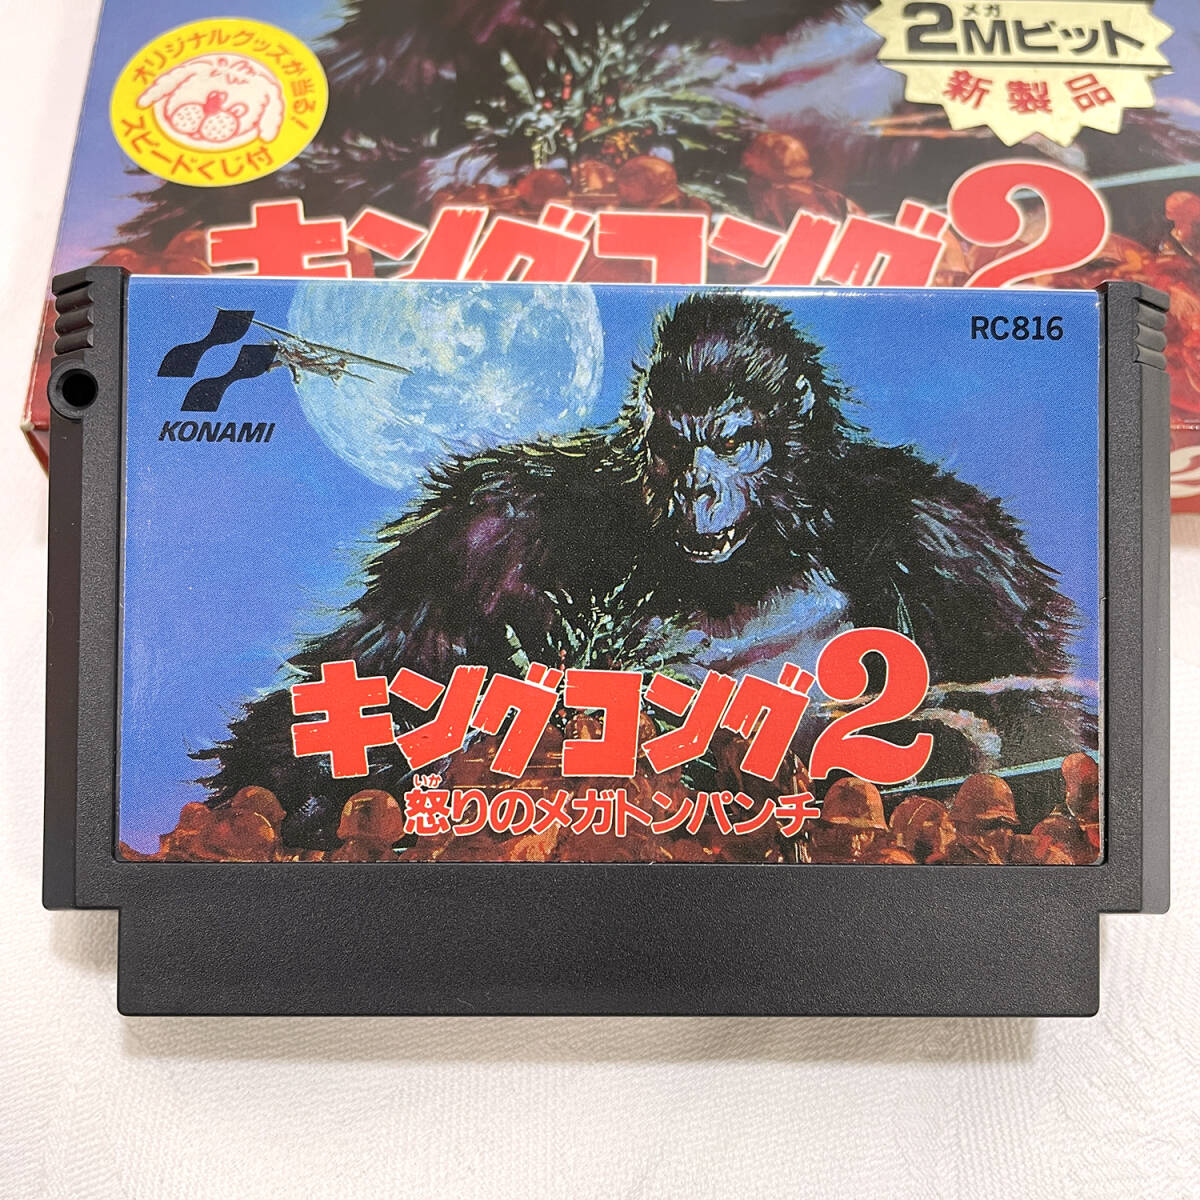 オリジナルグッズが当る!
スピードくじ付
メガ
2Mビット
新製品
キングコング2
KONAMI
RC816
キングコング2
いか
怒りのメガトンパンチ